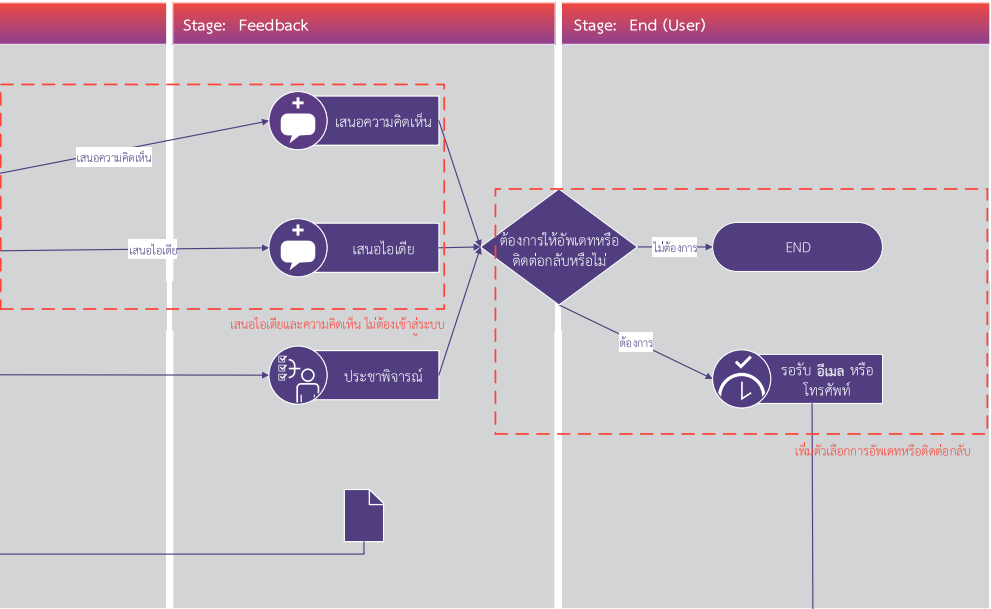 Stage: Feedback
Stage: End (User)
เสนอความคิดเห็น
เสนอความคิดเห็น
เสนอไอเดีย
เสนอไอเดีย
ต้องการให้อัพเดทหรือ
ติดต่อกลับหรือไม่
ไม่ต้องการ
END
เสนอไอเดียและความคิดเห็น ไม่ต้องเข้าสู่ระบบ
ต้องการ
ประชาพิจารณ์
รอรับ อีเมล หรือ
โทรศัพท์
เพิ่มตัวเลือกการอัพเดทหรือติดต่อกลับ